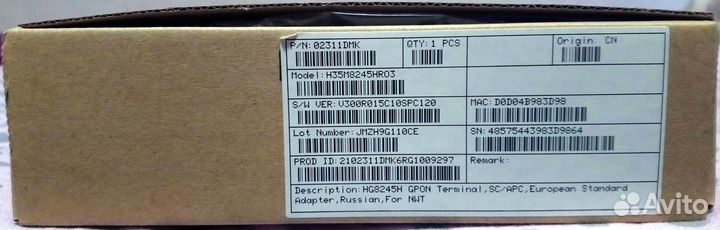 P/N:02311DMK
QTY:1 PCS
Origin: CN
Model:H35M8245HR03
S/W VER:V300R015C10SPC120
MAC:D0D04B983D98
Lot Number:JMZH9G110CE
SN:48575443983D9864
PROD ID:2102311DMK6RG1009297
Remark:
Description:HG8245H GPON Terminal,SC/APC,European Standard
Adapter,Russian,For NWT
Avito